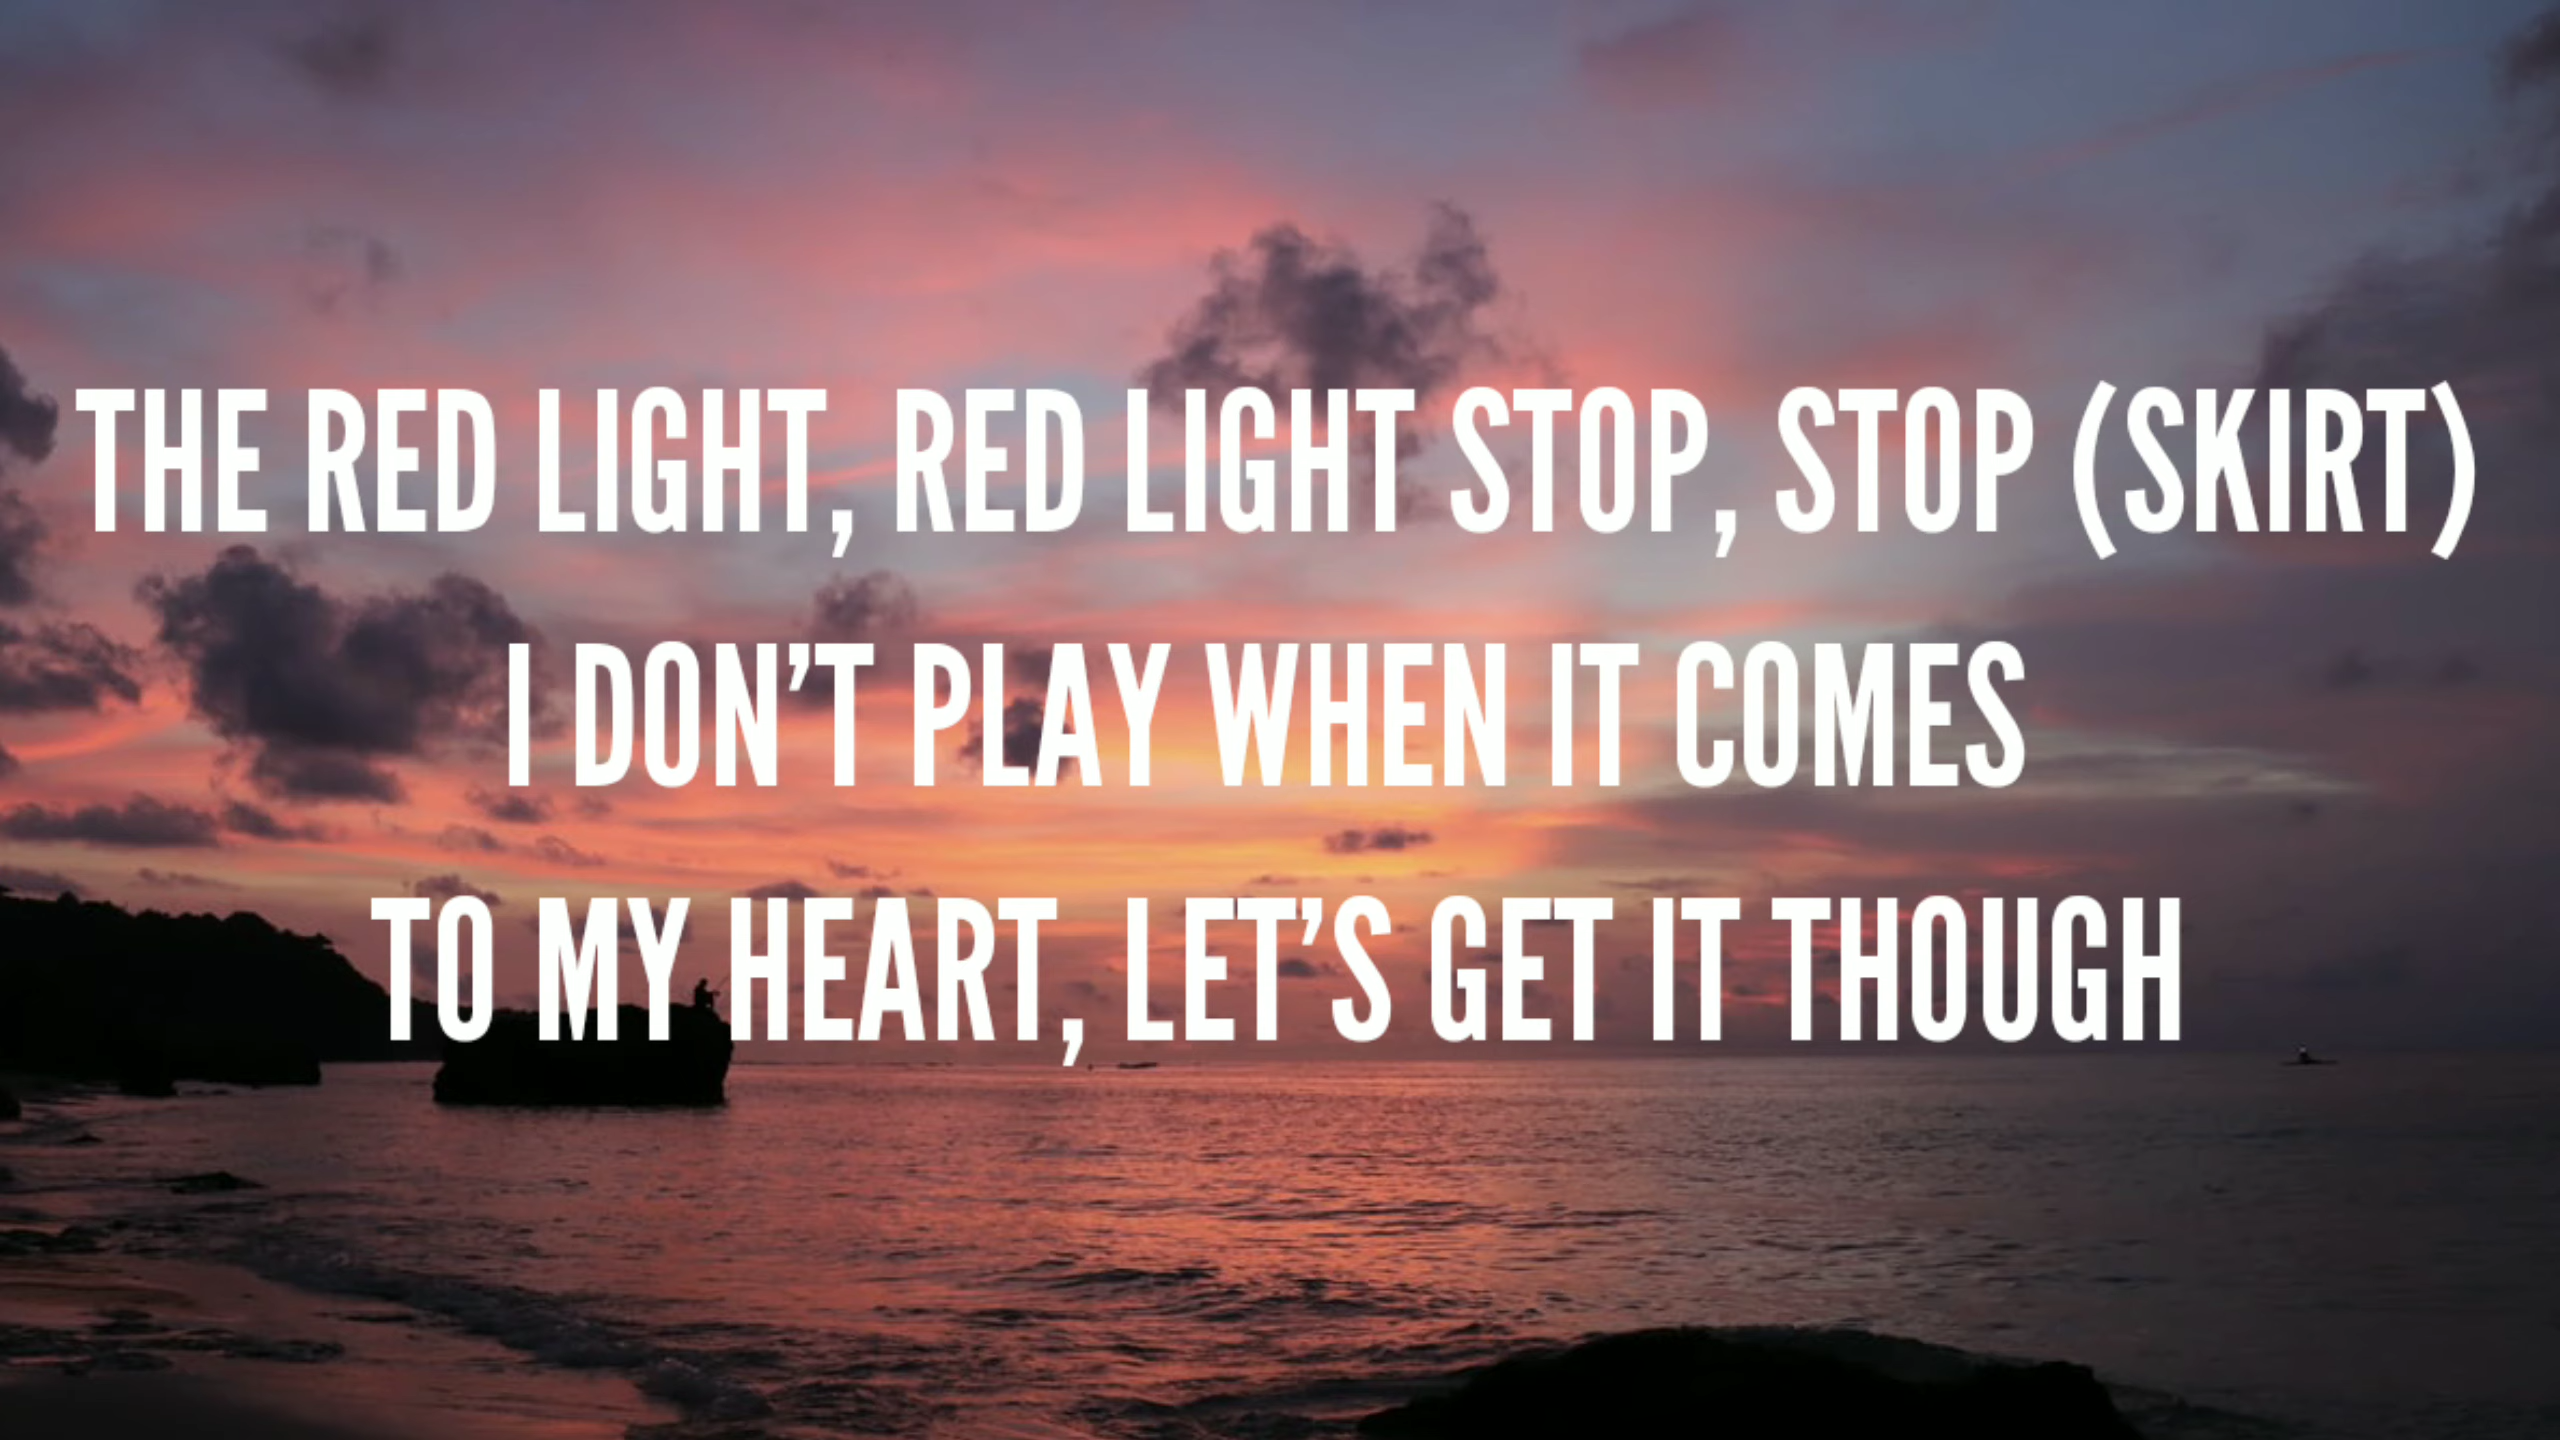 THE RED LIGHT, RED LIGHT STOP, STOP (SKIRT)
I DON’T PLAY WHEN IT COMES
TO MY HEART, LET’S GET IT THOUGH